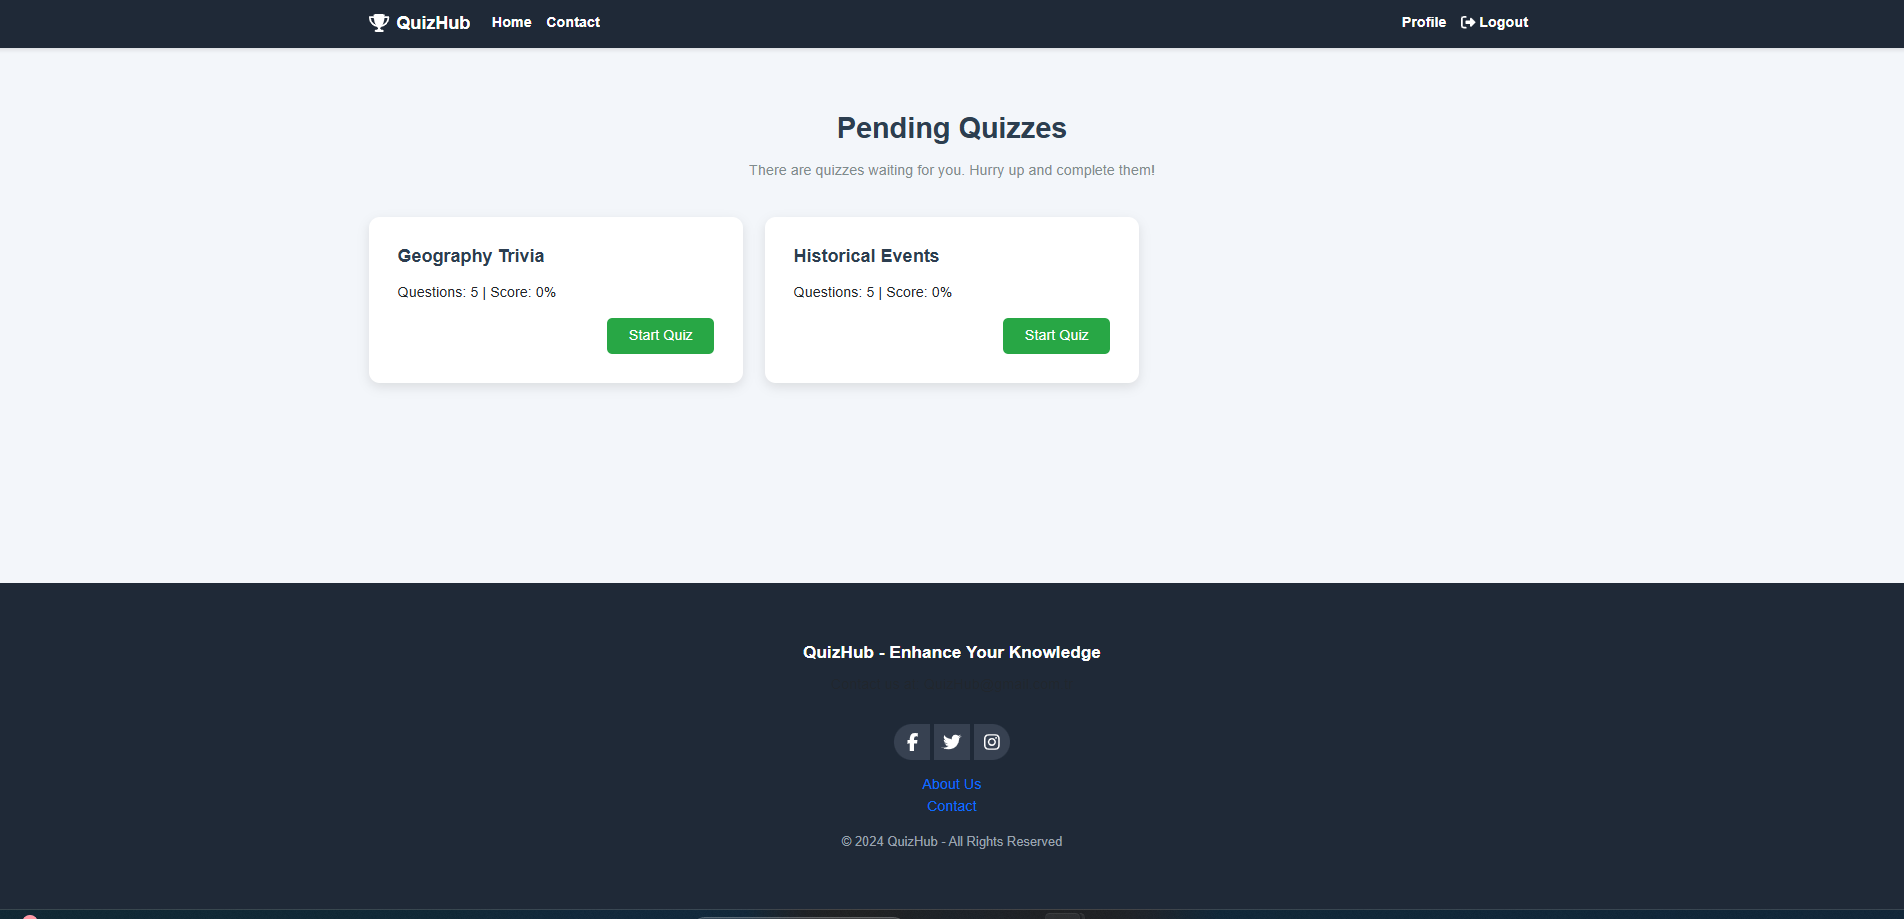 QuizHub Home Contact Profile Logout
Pending Quizzes
There are quizzes waiting for you. Hurry up and complete them!
Geography Trivia
Questions: 5 | Score: 0%
Start Quiz
Historical Events
Questions: 5 | Score: 0%
Start Quiz
QuizHub - Enhance Your Knowledge
About Us
Contact
© 2024 QuizHub - All Rights Reserved